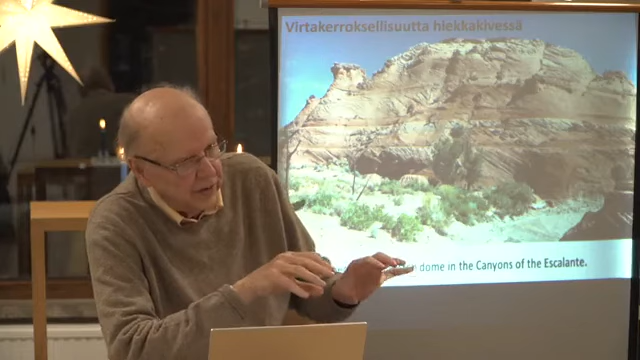 Virtakerroksellisuutta hiekkakivessä
dome in the Canyons of the Escalante.